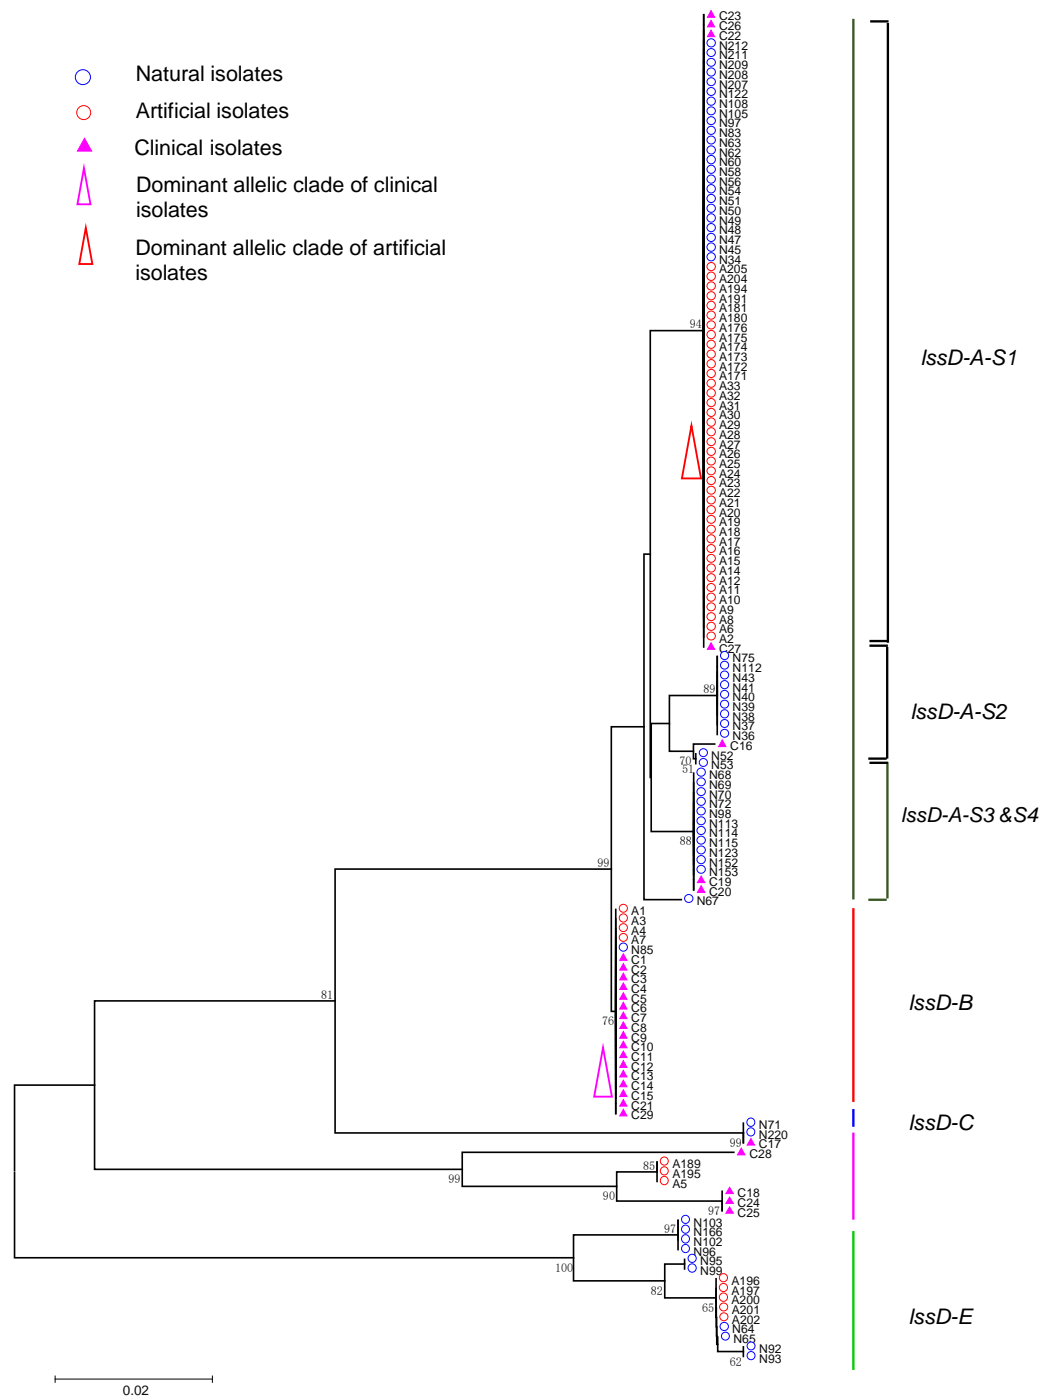 Natural isolates
Artificial isolates
Clinical isolates
Dominant allelic clade of clinical
isolates
Dominant allelic clade of artificial
isolates
C23
C26
C22
N212
N211
N209
N208
N207
N122
N108
N105
N97
N83
N63
N62
N60
N58
N56
N54
N51
N50
N49
N48
N47
N45
N34
A205
A204
A194
A191
A181
A180
94
A176
A175
A174
A173
A172
A171
lssD-A-S1
A33
A32
A31
A30
A29
A28
A27
A26
A25
A24
A23
A22
A21
A20
A19
A18
A17
A16
A15
A14
A12
A11
A10
A9
A8
A6
A2
C27
N75
N112
N43
89
N41
N40
N39
lssD-A-S2
N38
N37
N36
C16
N52
70
N53
51
N68
N69
N70
N72
N98
lssD-A-S3 &S4
N113
N114
88
N115
N123
N152
99
N153
C19
C20
N67
A1
A3
A4
A7
N85
C1
C2
C3
C4
81
C5
lssD-B
C6
C7
76
C8
C9
C10
C11
C12
C13
C14
C15
C21
C29
N71
lssD-C
N220
99
C17
C28
A189
85
A195
99
A5
C18
90
C24
97
C25
N103
97
N166
N102
N96
N95
100
N99
A196
82
A197
A200
65
A201
lssD-E
A202
N64
N65
N92
62
N93
0.02